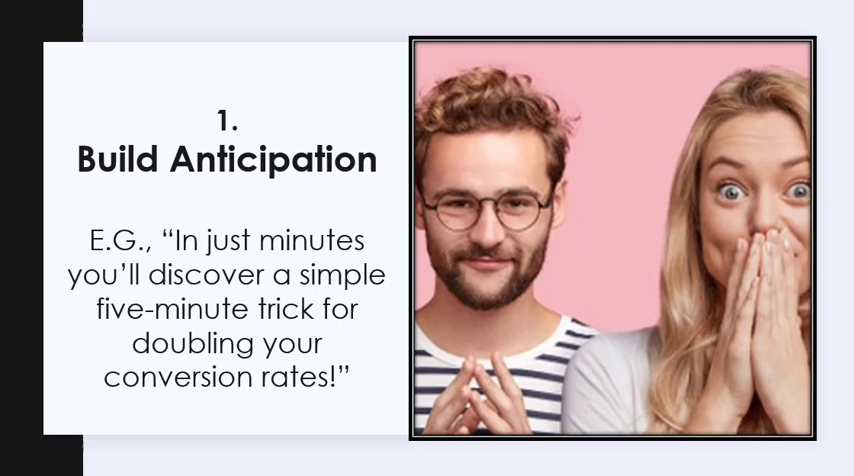 1.
Build Anticipation
E.G., “In just minutes
you’ll discover a simple
five-minute trick for
doubling your
conversion rates!”